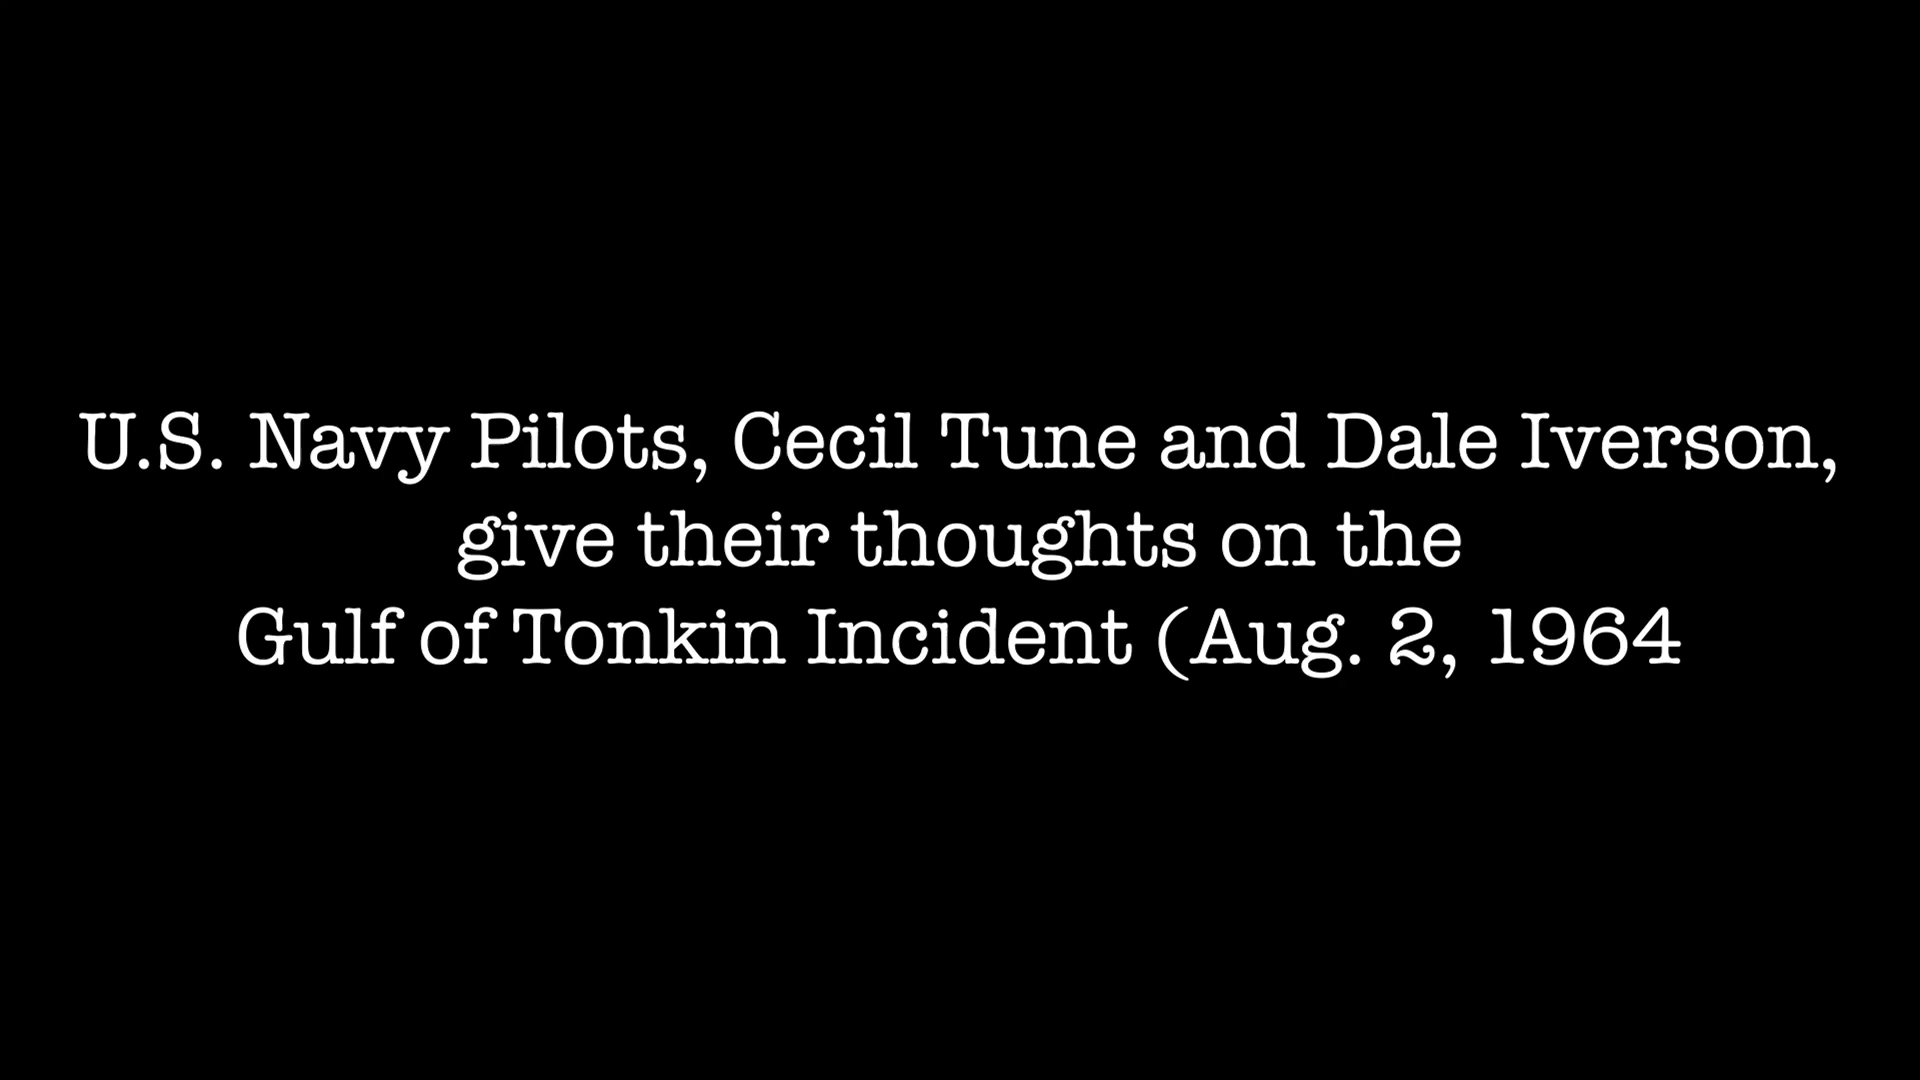 U.S. Navy Pilots, Cecil Tune and Dale Iverson,
give their thoughts on the
Gulf of Tonkin Incident (Aug. 2, 1964